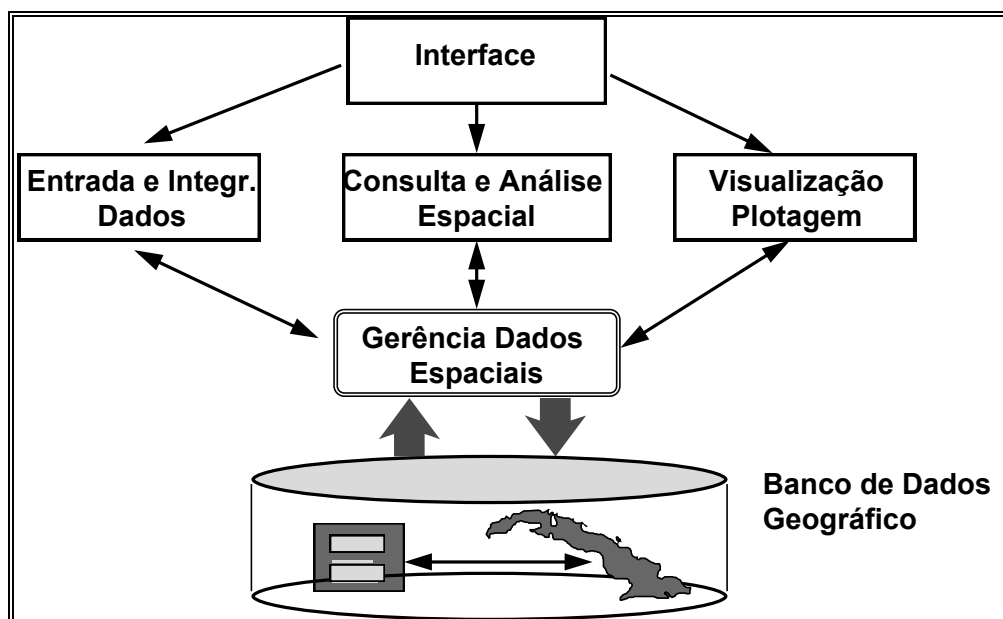 Interface
Entrada e Integr.
Dados
Consulta e Análise
Espacial
Visualização
Plotagem
Gerência Dados
Espaciais
Banco de Dados
Geográfico